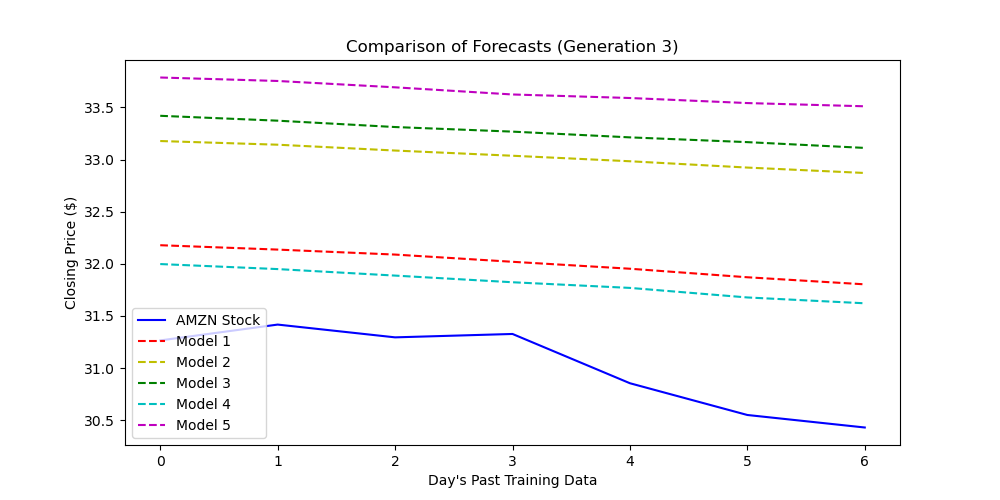 Comparison of Forecasts (Generation 3)
Closing Price ($)
33.5
33.0
32.5
32.0
31.5
31.0
30.5
AMZN Stock
Model 1
Model 2
Model 3
Model 4
Model 5
0 1 2 3 4 5 6
Day's Past Training Data